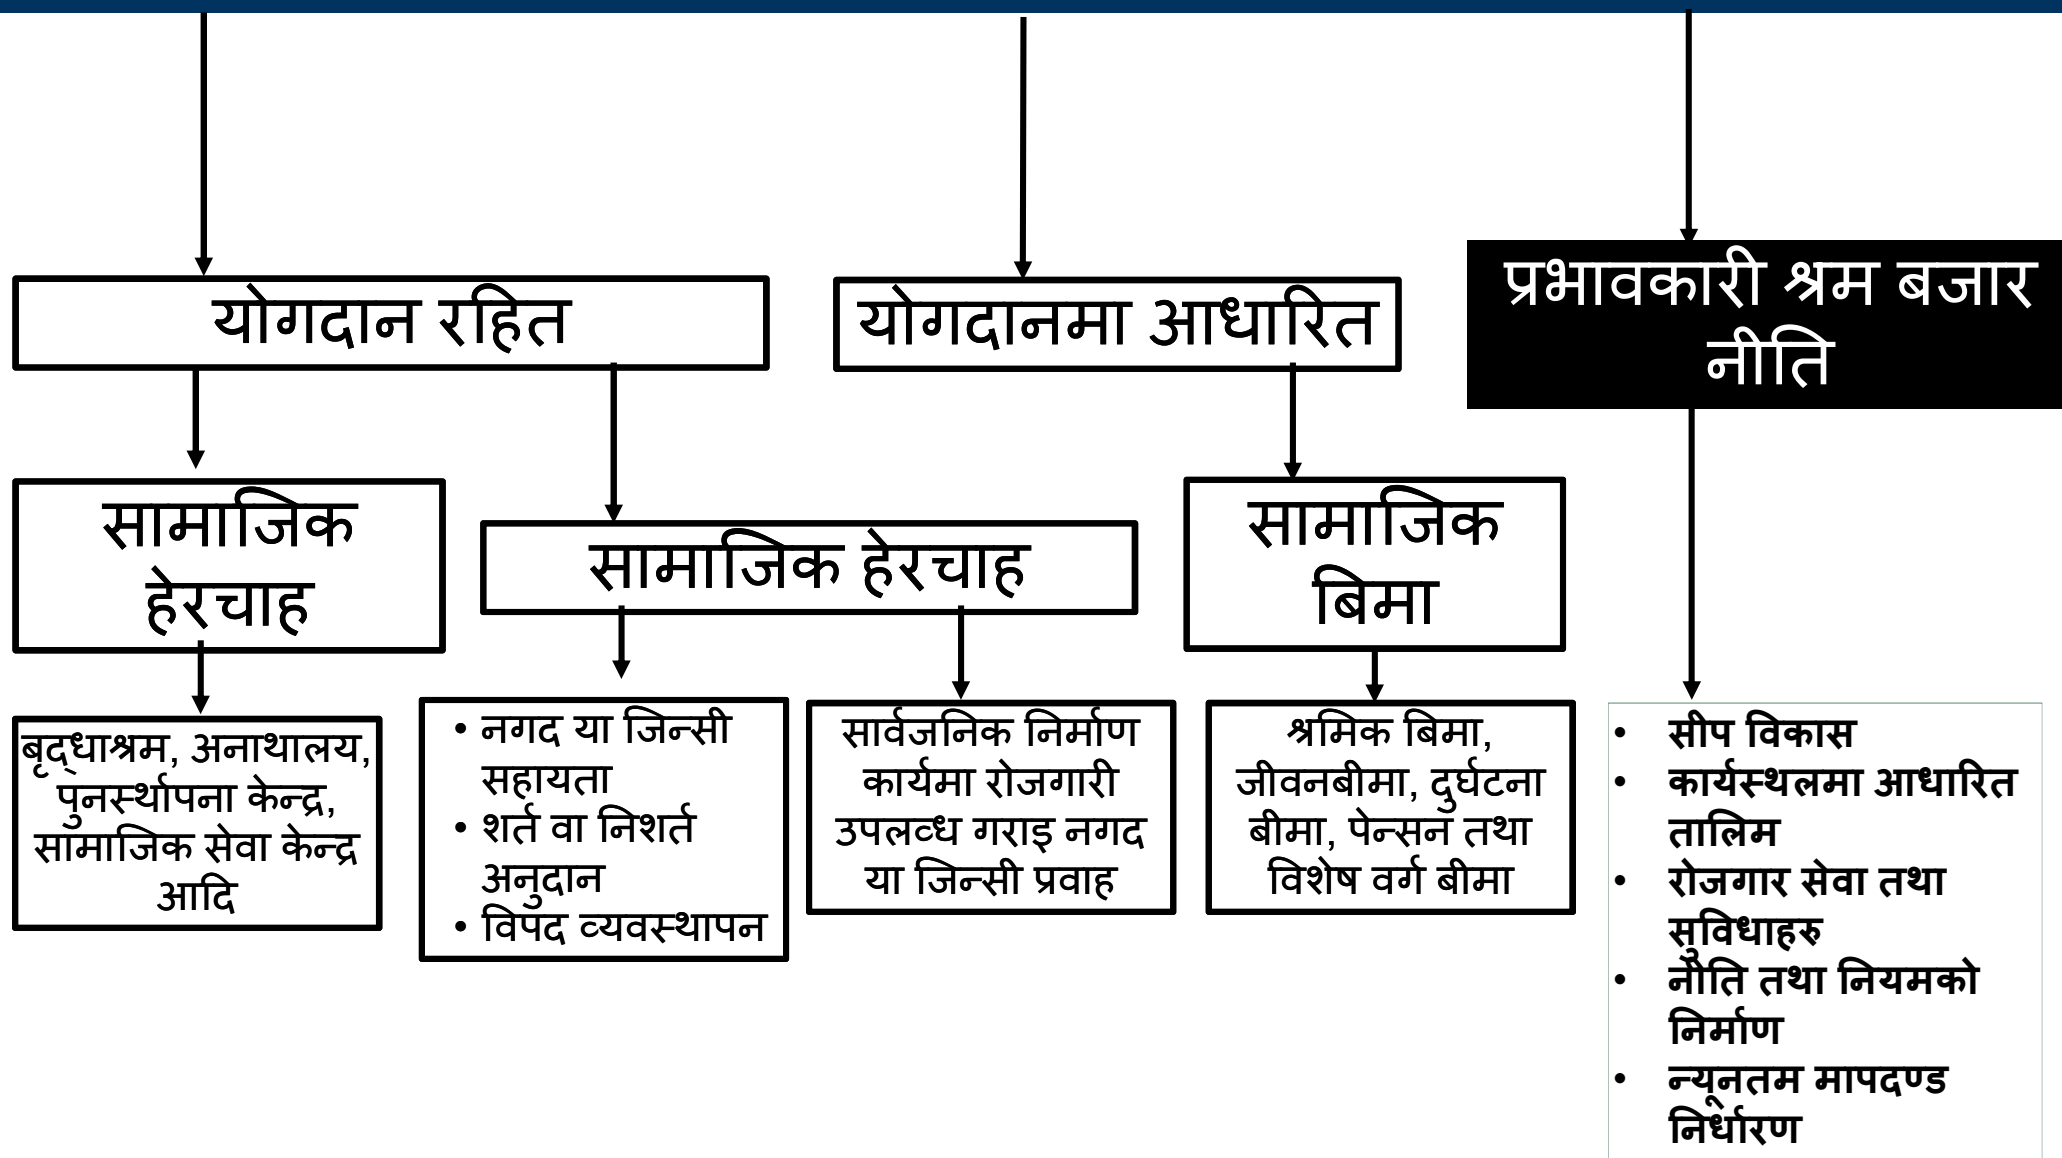 योगदान रहित
योगदानमा आधारित
प्रभावकारी श्रम बजार
नीति
सामाजिक
हेरचाह
सामाजिक हेरचाह
सामाजिक
बिमा
बृद्धाश्रम, अनाथालय,
पुनर्स्थापना केन्द्र,
सामाजिक सेवा केन्द्र
आदि
• नगद या जिन्सी
सहायता
• शर्त वा निशर्त
अनुदान
• विपद व्यवस्थापन
सार्वजनिक निर्माण
कार्यमा रोजगारी
उपलव्ध गराइ नगद
या जिन्सी प्रवाह
श्रमिक बिमा,
जीवनबीमा, दुर्घटना
बीमा, पेन्सन तथा
विशेष वर्ग बीमा
• सीप विकास
• कार्यस्थलमा आधारित
तालिम
• रोजगार सेवा तथा
सुविधाहरु
• नीति तथा नियमको
निर्माण
• न्यूनतम मापदण्ड
निर्धारण